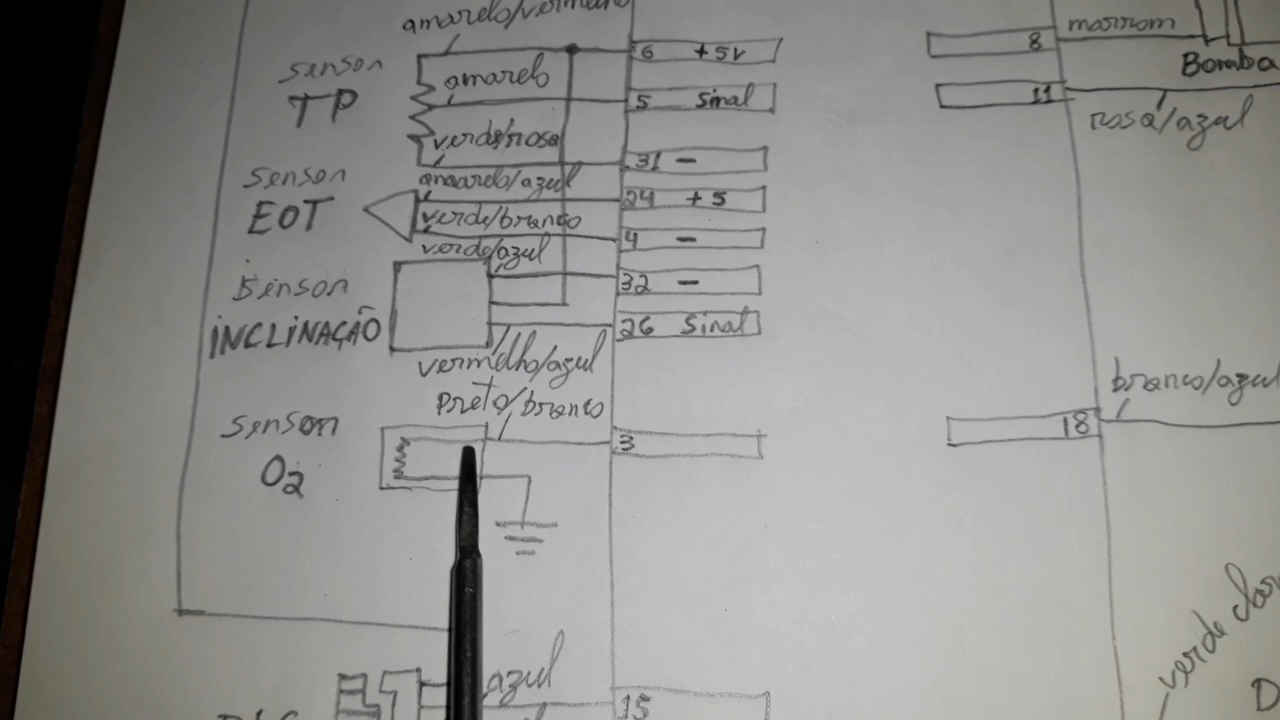 amarelo/vermelho
6 +5V
sensor
TP
amarelo
5 Sinal
verde/rosa
31 -
sensor
EOT
amarelo/azul
24 +5
verde/branco
4 -
verde/azul
32 -
sensor
INCLINAÇÃO
26 Sinal
vermelho/azul
Preto/branco
sensor
O2
3
azul
15
8 marrom
Bomba
11
rosa/azul
branco/azul
18
verde clar
D